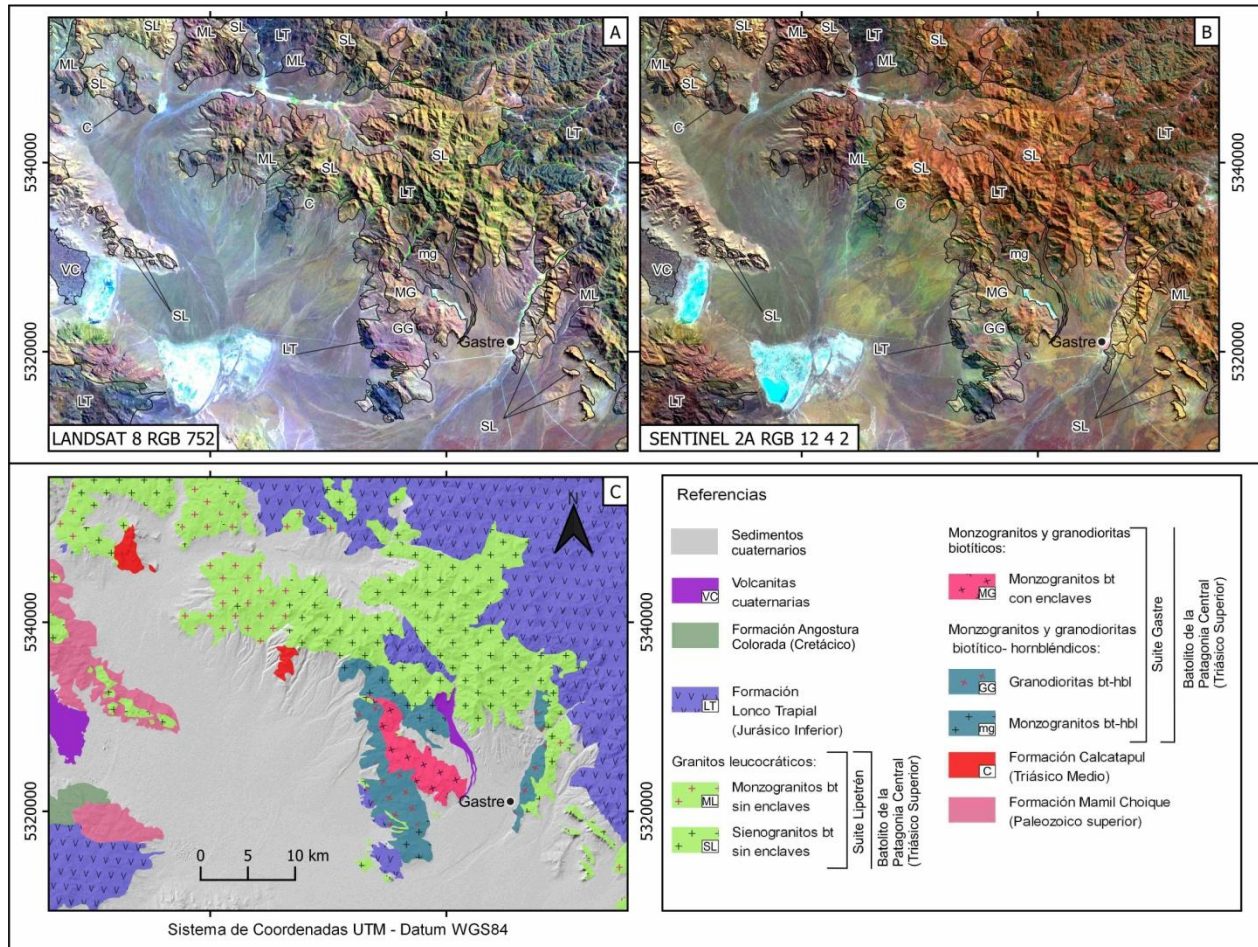 A
SL
ML
SL
LT
SL
ML
ML
LT
SL
C
ML
SL
LT
SL
LT
C
VC
mg
ML
MG
SL
GG
LT
Gastre
LT
SL
LANDSAT 8 RGB 752
5340000
5320000
B
SL
ML
SL
LT
SL
ML
ML
LT
SL
C
ML
SL
LT
SL
LT
C
VC
mg
ML
MG
SL
GG
LT
Gastre
LT
SL
SENTINEL 2A RGB 12 4 2
5340000
5320000
C
N
Gastre
0 5 10 km
5340000
5320000
Sistema de Coordenadas UTM - Datum WGS84
Referencias
Sedimentos
cuaternarios
VC
Volcanitas
cuaternarias
Formación Angostura
Colorada (Cretácico)
LT
Formación
Lonco Trapial
(Jurásico Inferior)
Granitos leucocráticos:
ML
Monzogranitos bt
sin enclaves
SL
Sienogranitos bt
sin enclaves
Suite Lipetrén
Batolito de la
Patagonia Central
(Triásico Superior)
Monzogranitos y granodioritas
biotíticos:
MG
Monzogranitos bt
con enclaves
Monzogranitos y granodioritas
biotítico- hornbléndicos:
GG
Granodioritas bt-hbl
mg
Monzogranitos bt-hbl
Suite Gastre
Batolito de la
Patagonia Central
(Triásico Superior)
C
Formación Calcatapul
(Triásico Medio)
Formación Mamil Choique
(Paleozoico superior)